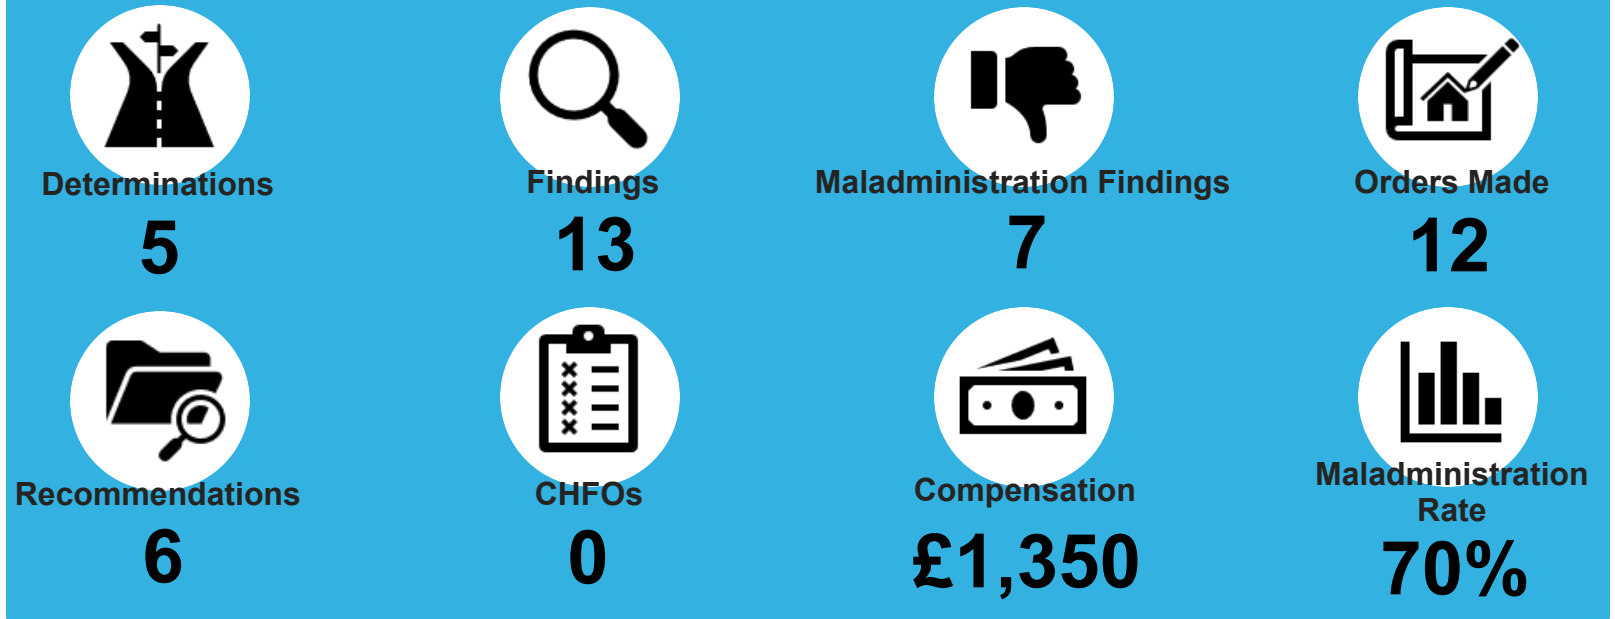 Determinations
5
Findings
13
Maladministration Findings
7
Orders Made
12
Recommendations
6
CHFOs
0
Compensation
£1,350
Maladministration
Rate
70%